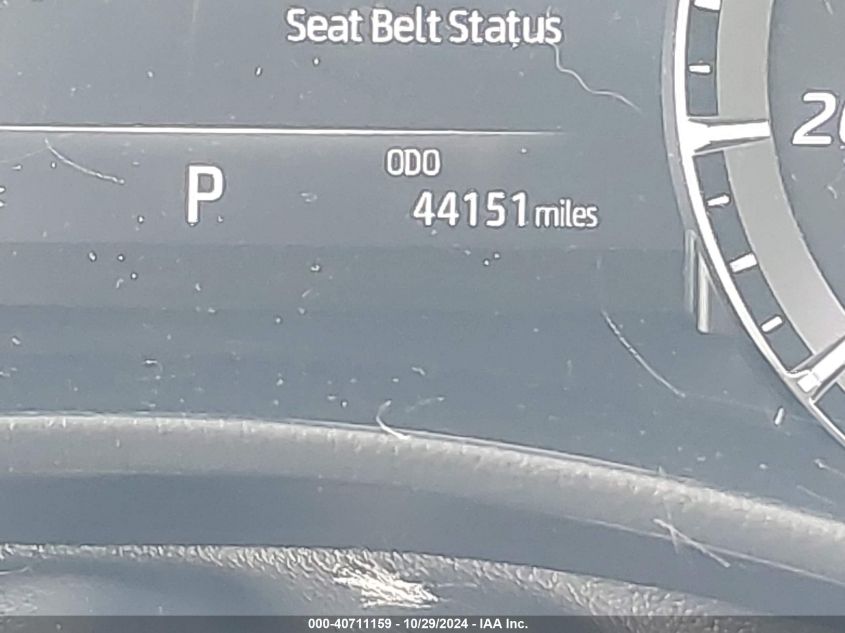 Seat Belt Status
ODO
P
44151 miles
000-40711159 - 10/29/2024 - IAA Inc.